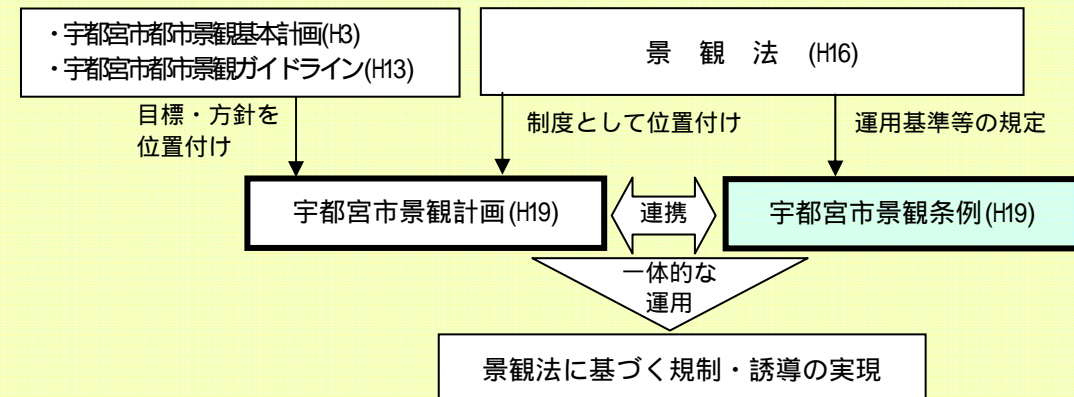 ・宇都宮市都市景観基本計画(H3)
・宇都宮市都市景観ガイドライン(H13)
景 観 法 (H16)
目標・方針を
位置付け
制度として位置付け
運用基準等の規定
宇都宮市景観計画(H19)
連携
宇都宮市景観条例(H19)
一体的な
運用
景観法に基づく規制・誘導の実現